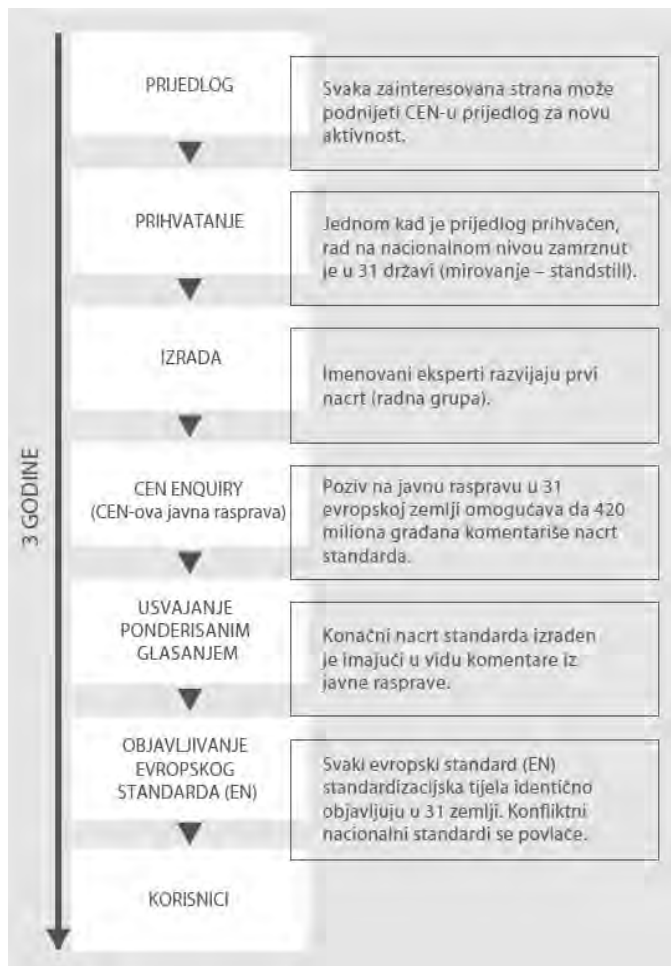 3 GODINE
PRIJEDLOG
Svaka zainteresovana strana može
podnijeti CEN-u prijedlog za novu
aktivnost.
PRIHVATANJE
Jednom kad je prijedlog prihvaćen,
rad na nacionalnom nivou zamrznut
je u 31 državi (mirovanje – standstill).
IZRADA
Imenovani eksperti razvijaju prvi
nacrt (radna grupa).
CEN ENQUIRY
(CEN-ova javna rasprava)
Poziv na javnu raspravu u 31
evropskoj zemlji omogućava da 420
miliona građana komentariše nacrt
standarda.
USVAJANJE
PONDERISANIM
GLASANJEM
Konačni nacrt standarda izrađen
je imajući u vidu komentare iz
javne rasprave.
OBJAVLJIVANJE
EVROPSKOG
STANDARDA (EN)
Svaki evropski standard (EN)
standardizacijska tijela identično
objavljuju u 31 zemlji. Konfliktni
nacionalni standardi se povlače.
KORISNICI